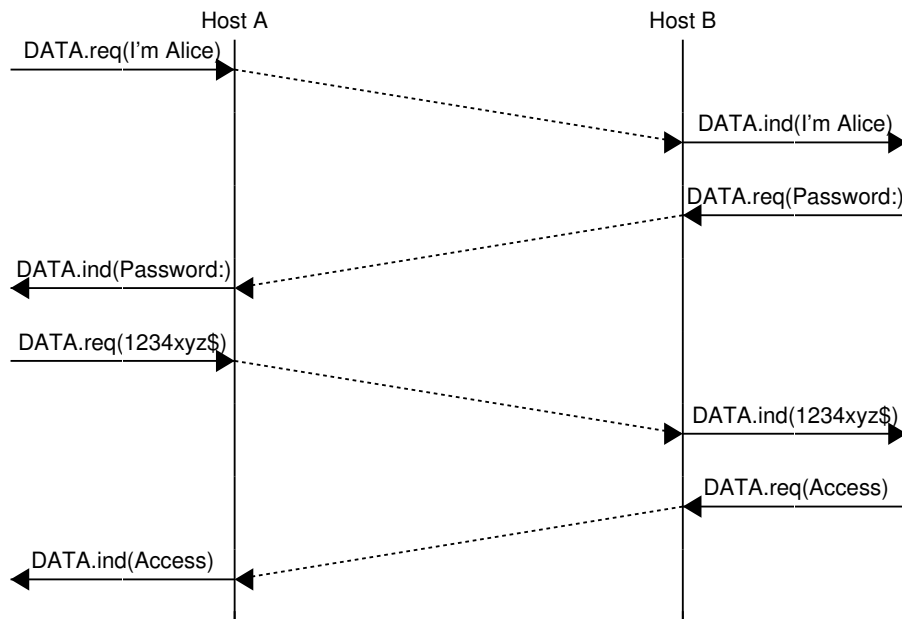 Host A
Host B
DATA.req(I'm Alice)
DATA.ind(I'm Alice)
DATA.req(Password:)
DATA.ind(Password:)
DATA.req(1234xyz$)
DATA.ind(1234xyz$)
DATA.req(Access)
DATA.ind(Access)